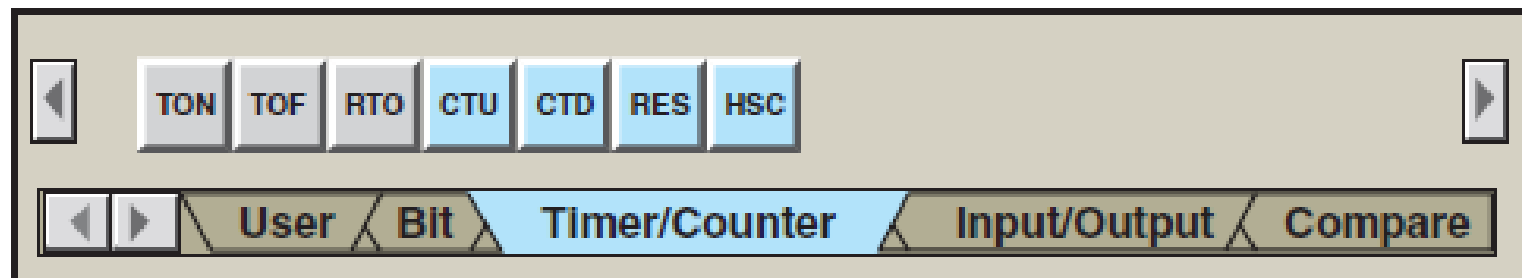 TON TOF RTO CTU CTD RES HSC
User Bit Timer/Counter Input/Output Compare